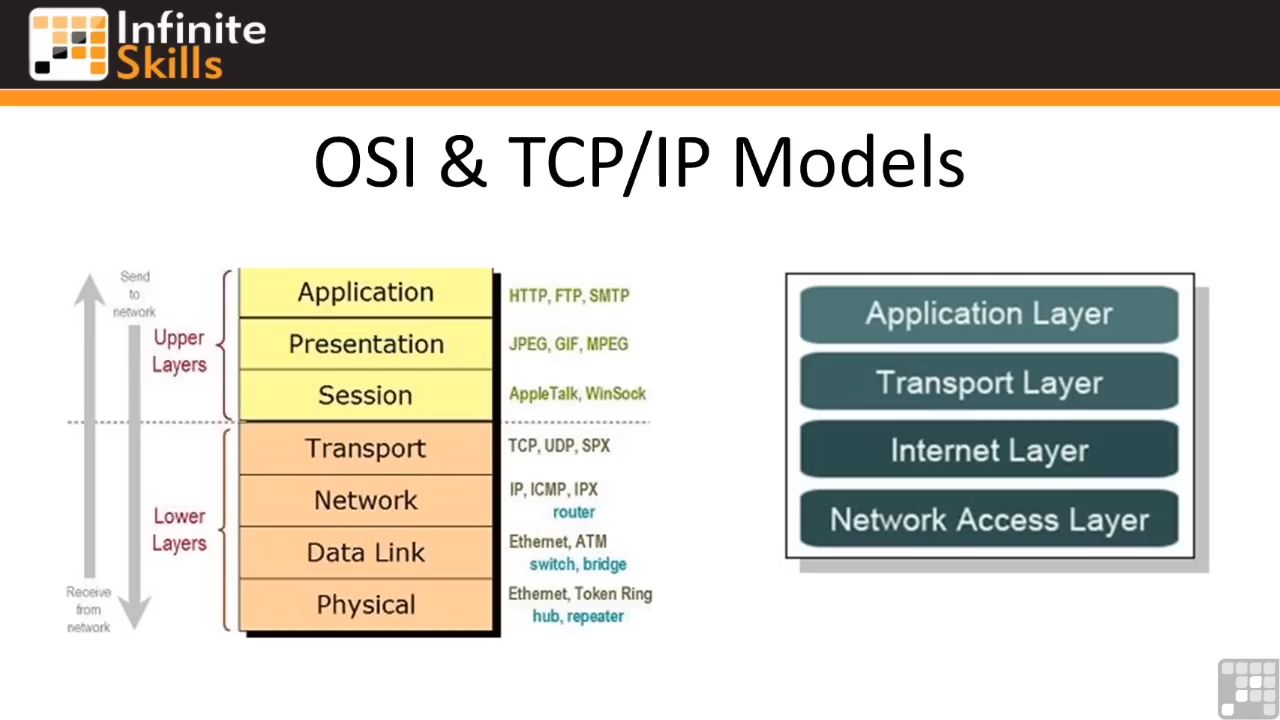 Infinite
Skills
OSI & TCP/IP Models
Send
to
network
Upper
Layers
Lower
Layers
Receive
from
network
Application
HTTP, FTP, SMTP
Presentation
JPEG, GIF, MPEG
Session
AppleTalk, WinSock
Transport
TCP, UDP, SPX
Network
IP, ICMP, IPX
router
Data Link
Ethernet, ATM
switch, bridge
Physical
Ethernet, Token Ring
hub, repeater
Application Layer
Transport Layer
Internet Layer
Network Access Layer